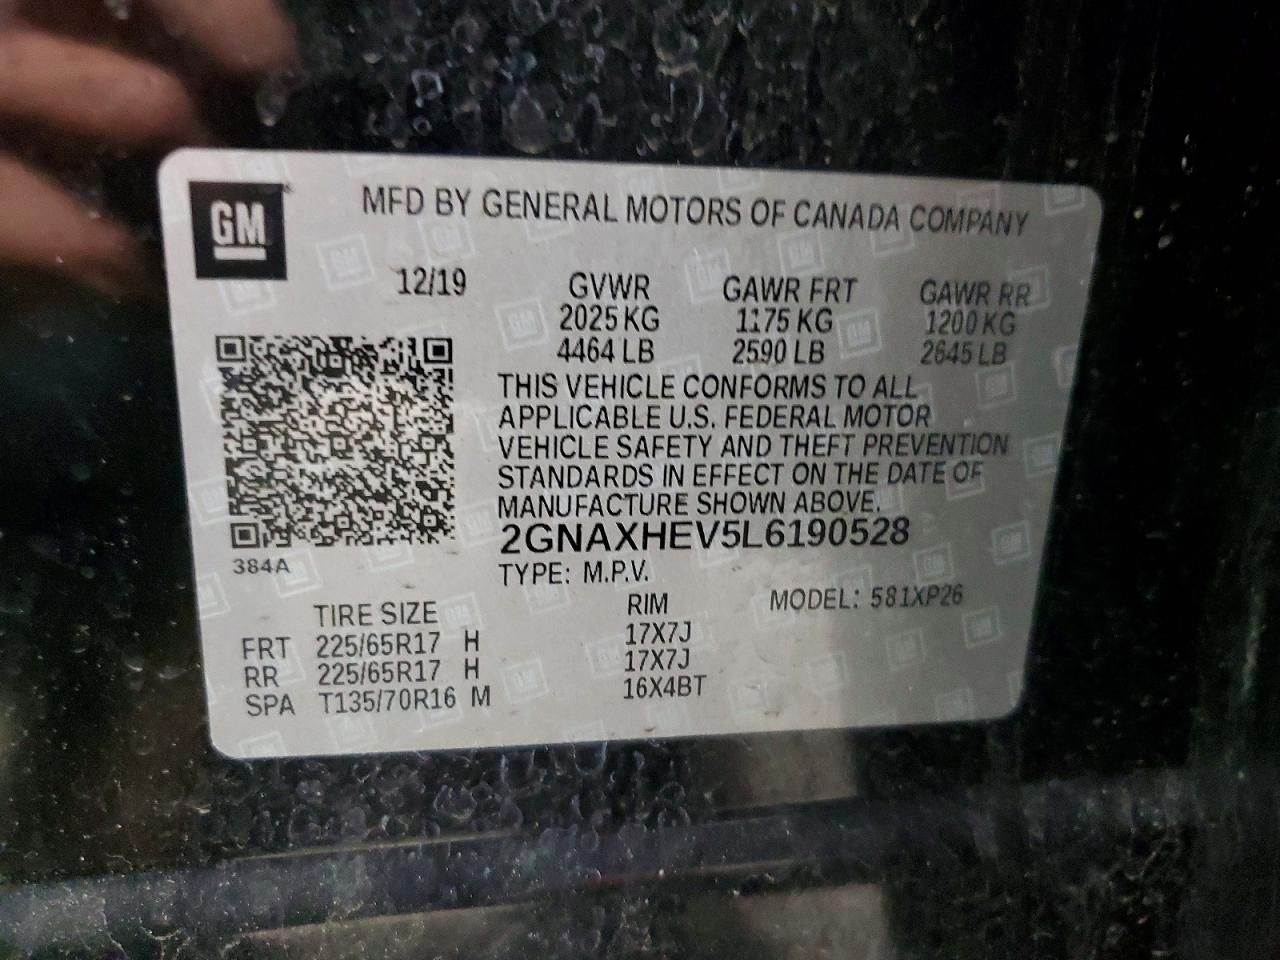 GM
MFD BY GENERAL MOTORS OF CANADA COMPANY
12/19 GVWR GAWR FRT GAWR RR
2025 KG 1175 KG 1200 KG
4464 LB 2590 LB 2645 LB
THIS VEHICLE CONFORMS TO ALL
APPLICABLE U.S. FEDERAL MOTOR
VEHICLE SAFETY AND THEFT PREVENTION
STANDARDS IN EFFECT ON THE DATE OF
MANUFACTURE SHOWN ABOVE.
2GNAXHEV5L6190528
384A
TYPE: M.P.V. MODEL: 581XP26
TIRE SIZE RIM
FRT 225/65R17 H 17X7J
RR 225/65R17 H 17X7J
SPA T135/70R16 M 16X4BT